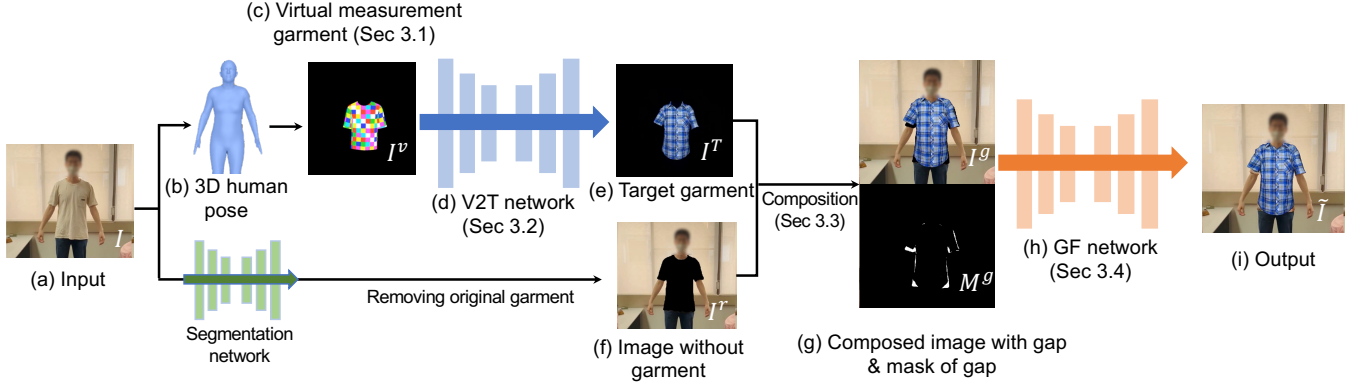 (c) Virtual measurement
garment (Sec 3.1)
I^v
(b) 3D human
pose
(d) V2T network
(Sec 3.2)
I^T
(e) Target garment
I
(a) Input
Segmentation
network
Removing original garment
I^r
(f) Image without
garment
Composition
(Sec 3.3)
I^g
M^g
(g) Composed image with gap
& mask of gap
(h) GF network
(Sec 3.4)
Ĩ
(i) Output